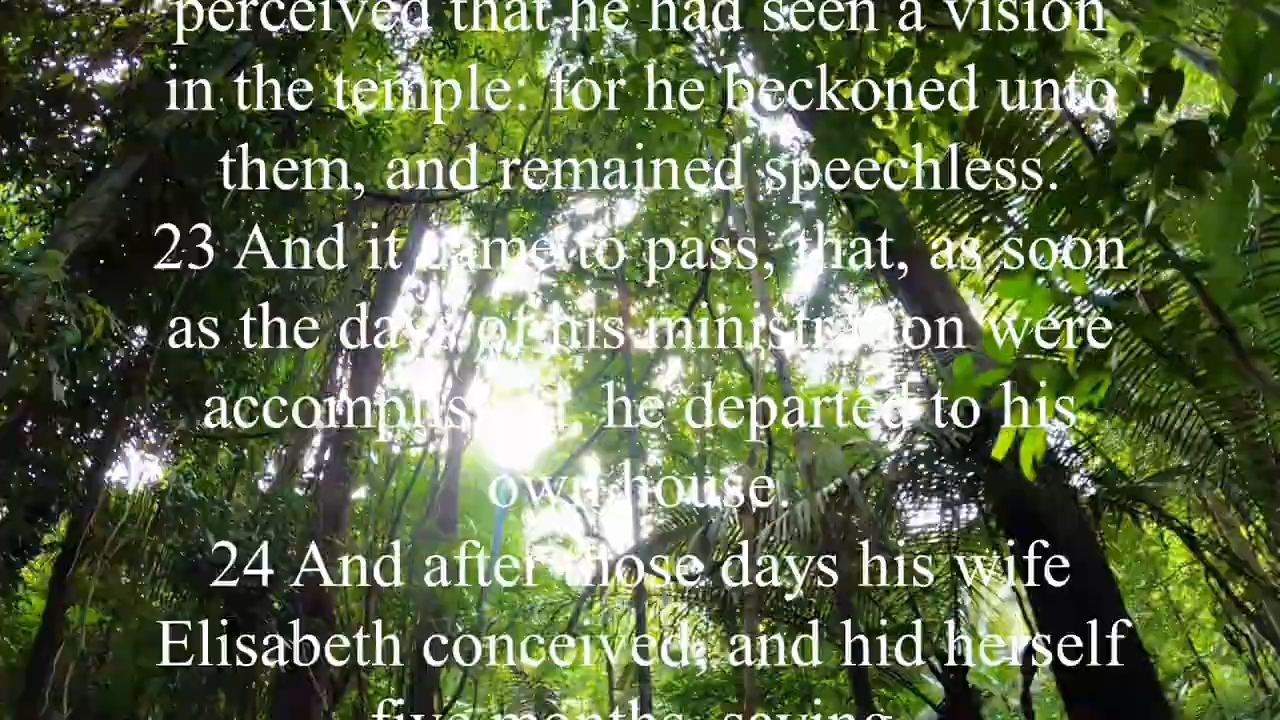 perceived that he had seen a vision
in the temple: for he beckoned unto
them, and remained speechless.
23 And it came to pass, that, as soon
as the days of his ministration were
accomplished, he departed to his
own house.
24 And after those days his wife
Elisabeth conceived, and hid herself
five months, saying,